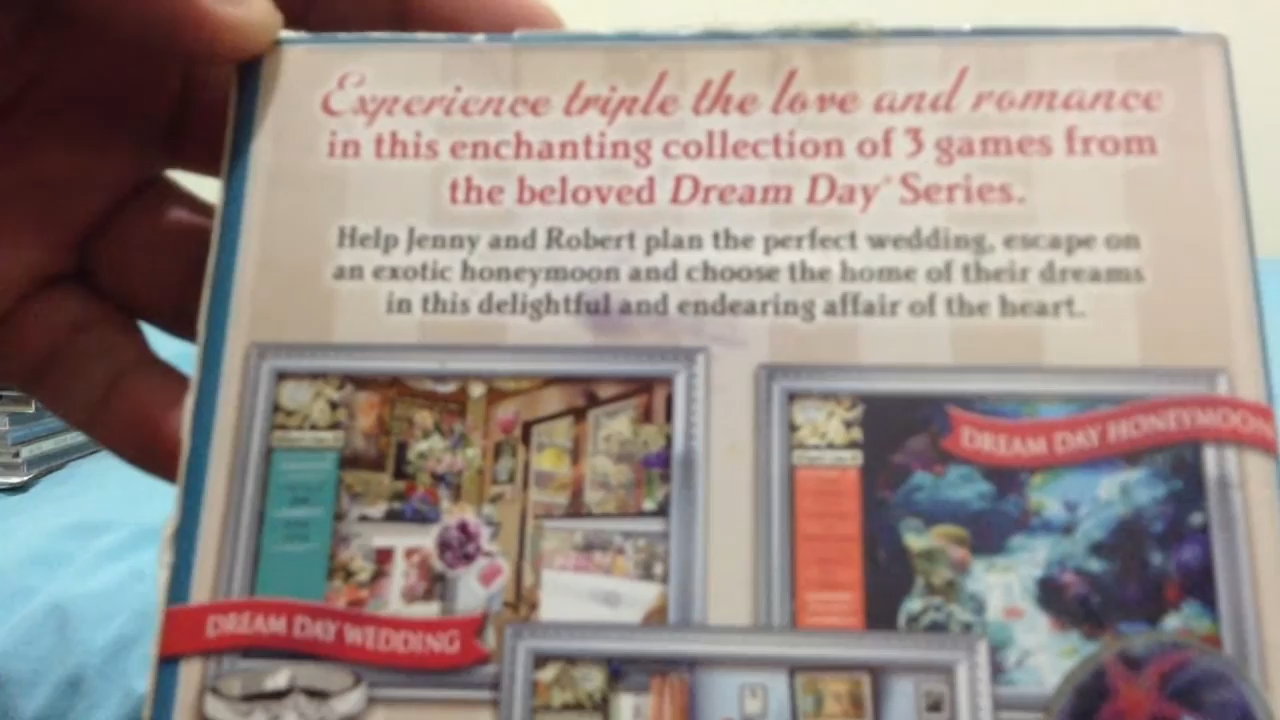 Experience triple the love and romance
in this enchanting collection of 3 games from
the beloved Dream Day Series.
Help Jenny and Robert plan the perfect wedding, escape on
an exotic honeymoon and choose the home of their dreams
in this delightful and endearing affair of the heart.
DREAM DAY HONEYMOON
DREAM DAY WEDDING